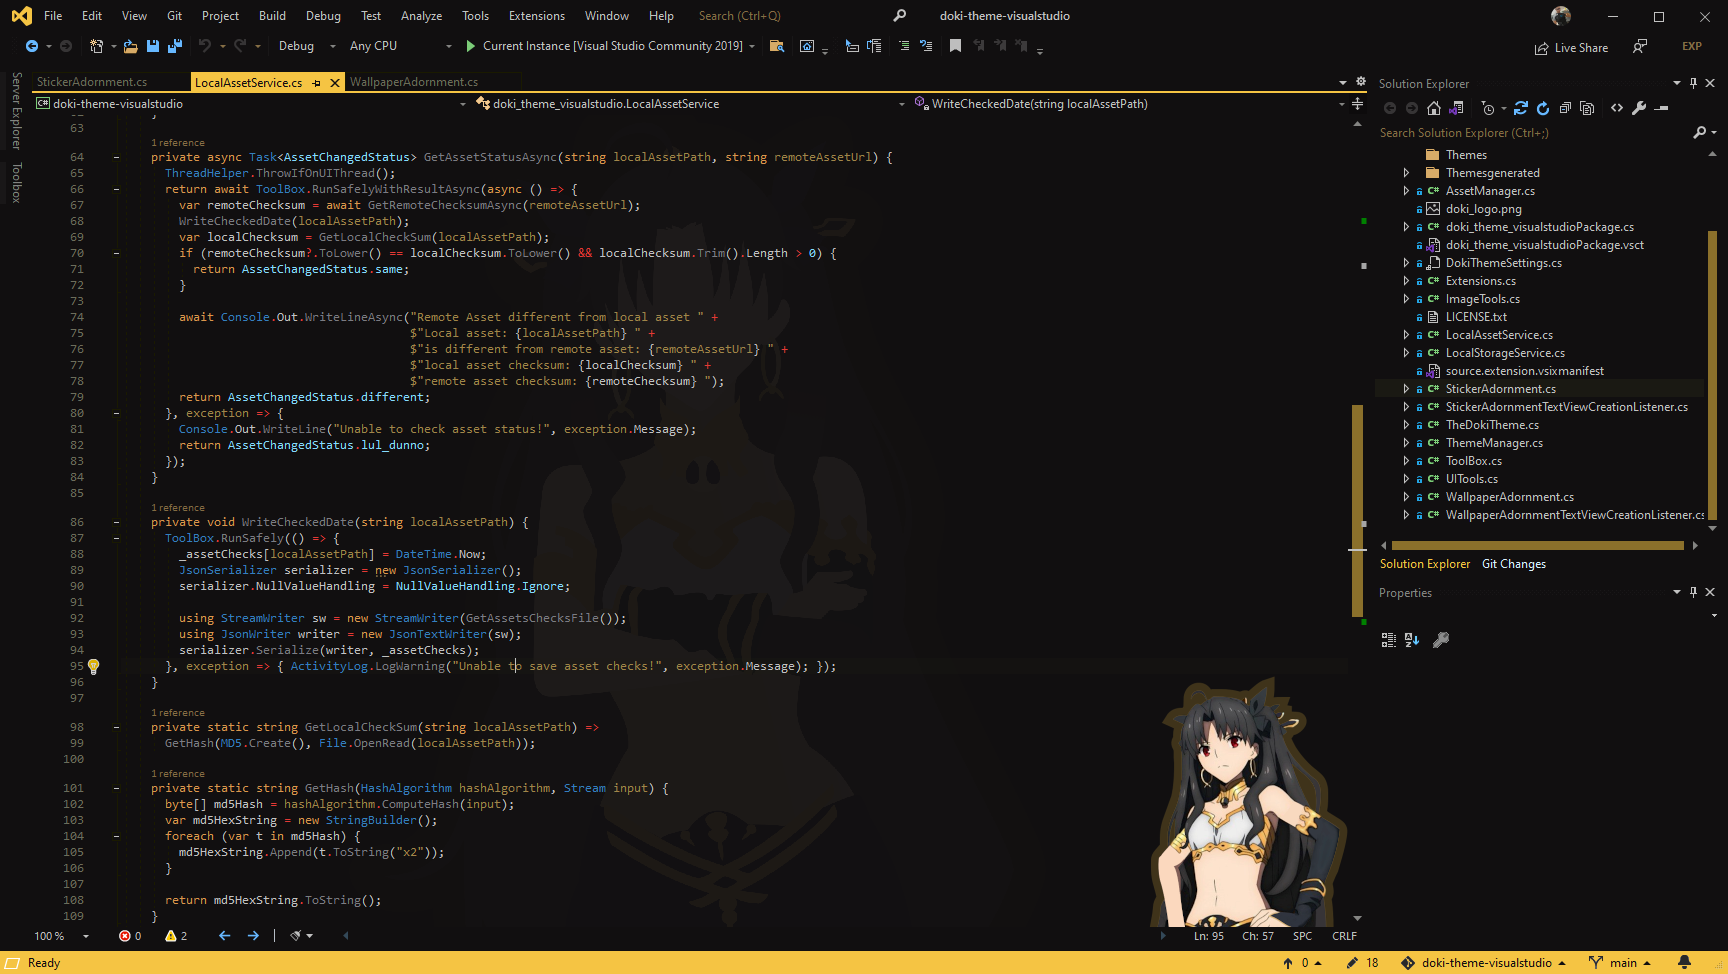 File Edit View Git Project Build Debug Test Analyze Tools Extensions Window Help Search (Ctrl+Q) doki-theme-visualstudio
Debug Any CPU Current Instance [Visual Studio Community 2019] Live Share EXP
Server Explorer
Toolbox
StickerAdornment.cs LocalAssetService.cs WallpaperAdornment.cs
doki-theme-visualstudio doki_theme_visualstudio.LocalAssetService WriteCheckedDate(string localAssetPath)
63
1 reference
64 private async Task<AssetChangedStatus> GetAssetStatusAsync(string localAssetPath, string remoteAssetUrl) {
65 ThreadHelper.ThrowIfOnUIThread();
66 return await ToolBox.RunSafelyWithResultAsync(async () => {
67 var remoteChecksum = await GetRemoteChecksumAsync(remoteAssetUrl);
68 WriteCheckedDate(localAssetPath);
69 var localChecksum = GetLocalCheckSum(localAssetPath);
70 if (remoteChecksum?.ToLower() == localChecksum.ToLower() && localChecksum.Trim().Length > 0) {
71 return AssetChangedStatus.same;
72 }
73
74 await Console.Out.WriteLineAsync("Remote Asset different from local asset " +
75 $"Local asset: {localAssetPath} " +
76 $"is different from remote asset: {remoteAssetUrl} " +
77 $"local asset checksum: {localChecksum} " +
78 $"remote asset checksum: {remoteChecksum} ");
79 return AssetChangedStatus.different;
80 }, exception => {
81 Console.Out.WriteLine("Unable to check asset status!", exception.Message);
82 return AssetChangedStatus.lul_dunno;
83 });
84 }
85
1 reference
86 private void WriteCheckedDate(string localAssetPath) {
87 ToolBox.RunSafely(() => {
88 _assetChecks[localAssetPath] = DateTime.Now;
89 JsonSerializer serializer = new JsonSerializer();
90 serializer.NullValueHandling = NullValueHandling.Ignore;
91
92 using StreamWriter sw = new StreamWriter(GetAssetsChecksFile());
93 using JsonWriter writer = new JsonTextWriter(sw);
94 serializer.Serialize(writer, _assetChecks);
95 }, exception => { ActivityLog.LogWarning("Unable to save asset checks!", exception.Message); });
96 }
97
1 reference
98 private static string GetLocalCheckSum(string localAssetPath) =>
99 GetHash(MD5.Create(), File.OpenRead(localAssetPath));
100
1 reference
101 private static string GetHash(HashAlgorithm hashAlgorithm, Stream input) {
102 byte[] md5Hash = hashAlgorithm.ComputeHash(input);
103 var md5HexString = new StringBuilder();
104 foreach (var t in md5Hash) {
105 md5HexString.Append(t.ToString("x2"));
106 }
107
108 return md5HexString.ToString();
109 }
100 % 0 2 Ln: 95 Ch: 57 SPC CRLF
Solution Explorer
Search Solution Explorer (Ctrl+;)
Themes
Themesgenerated
C# AssetManager.cs
doki_logo.png
C# doki_theme_visualstudioPackage.cs
doki_theme_visualstudioPackage.vsct
DokiThemeSettings.cs
C# Extensions.cs
C# ImageTools.cs
LICENSE.txt
C# LocalAssetService.cs
C# LocalStorageService.cs
source.extension.vsixmanifest
C# StickerAdornment.cs
C# StickerAdornmentTextViewCreationListener.cs
C# TheDokiTheme.cs
C# ThemeManager.cs
C# ToolBox.cs
C# UITools.cs
C# WallpaperAdornment.cs
C# WallpaperAdornmentTextViewCreationListener.cs
Solution Explorer Git Changes
Properties
Ready 0 18 doki-theme-visualstudio main